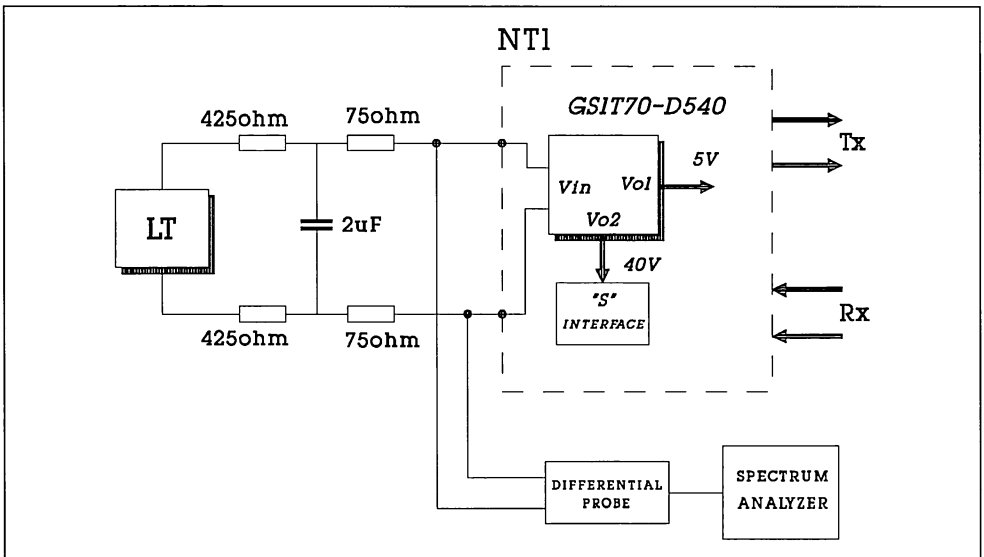 NT1
GSIT70-D540
425ohm
75ohm
Tx
5V
Vin
Vo1
LT
2uF
Vo2
40V
"S"
INTERFACE
Rx
425ohm
75ohm
DIFFERENTIAL
PROBE
SPECTRUM
ANALYZER